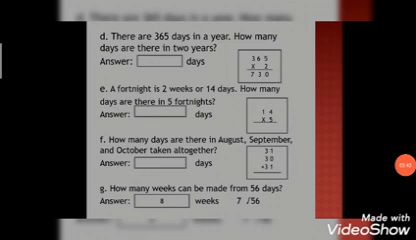 d. There are 365 days in a year. How many
days are there in two years?
Answer: days
3 6 5
X 2
7 3 0
e. A fortnight is 2 weeks or 14 days. How many
days are there in 5 fortnights?
Answer: days
1 4
X 5
f. How many days are there in August, September,
and October taken altogether?
Answer: days
3 1
3 0
+3 1
g. How many weeks can be made from 56 days?
Answer: 8 weeks 7 /56
Made with
VideoShow